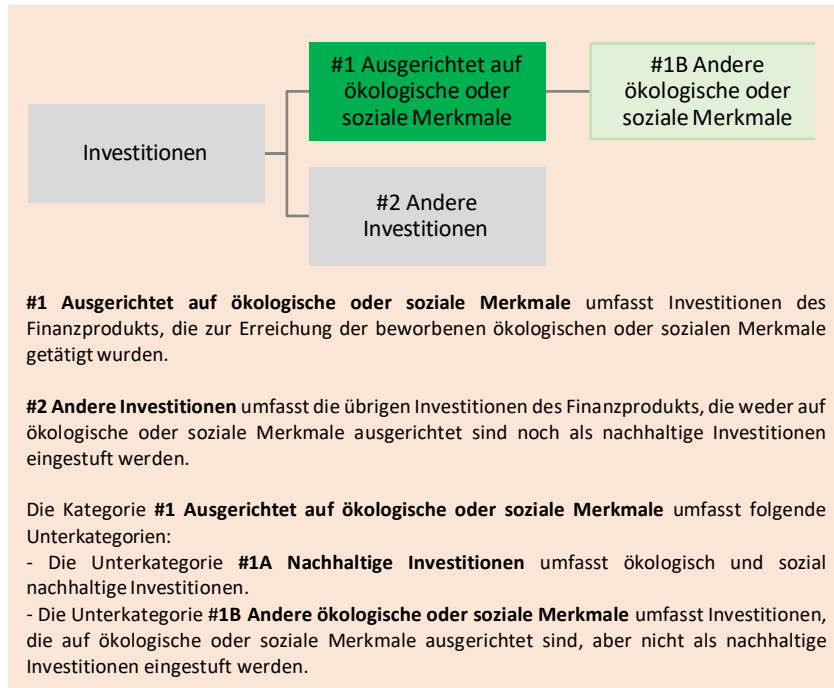 #1 Ausgerichtet auf
ökologische oder
soziale Merkmale
#1B Andere
ökologische oder
soziale Merkmale
Investitionen
#2 Andere
Investitionen
#1 Ausgerichtet auf ökologische oder soziale Merkmale umfasst Investitionen des
Finanzprodukts, die zur Erreichung der beworbenen ökologischen oder sozialen Merkmale
getätigt wurden.
#2 Andere Investitionen umfasst die übrigen Investitionen des Finanzprodukts, die weder auf
ökologische oder soziale Merkmale ausgerichtet sind noch als nachhaltige Investitionen
eingestuft werden.
Die Kategorie #1 Ausgerichtet auf ökologische oder soziale Merkmale umfasst folgende
Unterkategorien:
- Die Unterkategorie #1A Nachhaltige Investitionen umfasst ökologisch und sozial
nachhaltige Investitionen.
- Die Unterkategorie #1B Andere ökologische oder soziale Merkmale umfasst Investitionen,
die auf ökologische oder soziale Merkmale ausgerichtet sind, aber nicht als nachhaltige
Investitionen eingestuft werden.